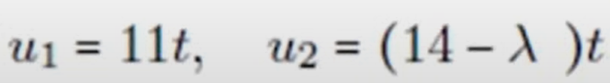 u₁ = 11t, u₂ = (14 − λ )t